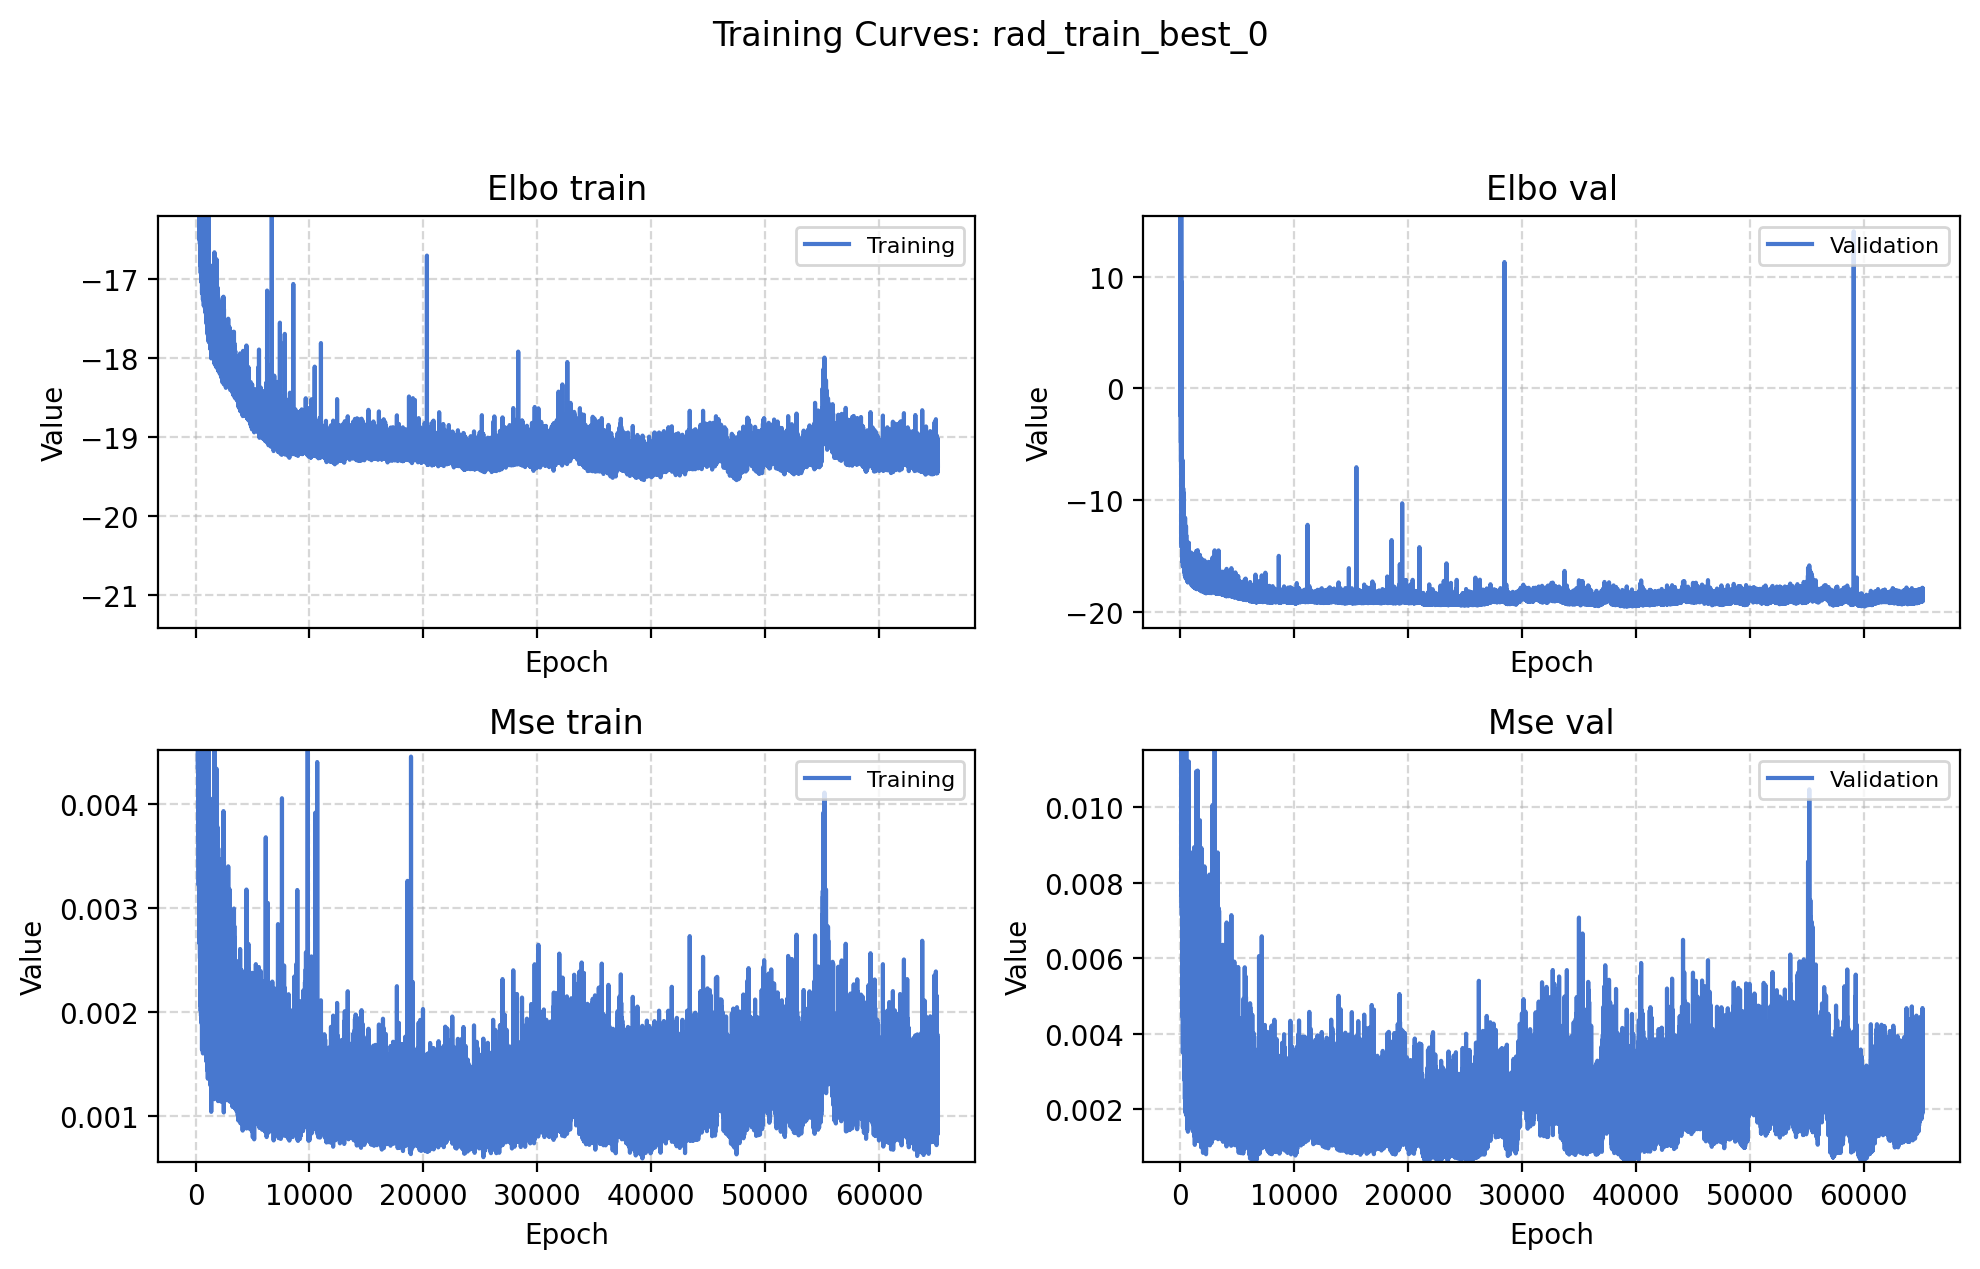 Training Curves: rad_train_best_0
Elbo train
Elbo val
Training
Validation
Value
−17
−18
−19
−20
−21
Epoch
Value
10
0
−10
−20
Epoch
Mse train
Mse val
Training
Validation
Value
0.004
0.003
0.002
0.001
0 10000 20000 30000 40000 50000 60000
Epoch
Value
0.010
0.008
0.006
0.004
0.002
0 10000 20000 30000 40000 50000 60000
Epoch